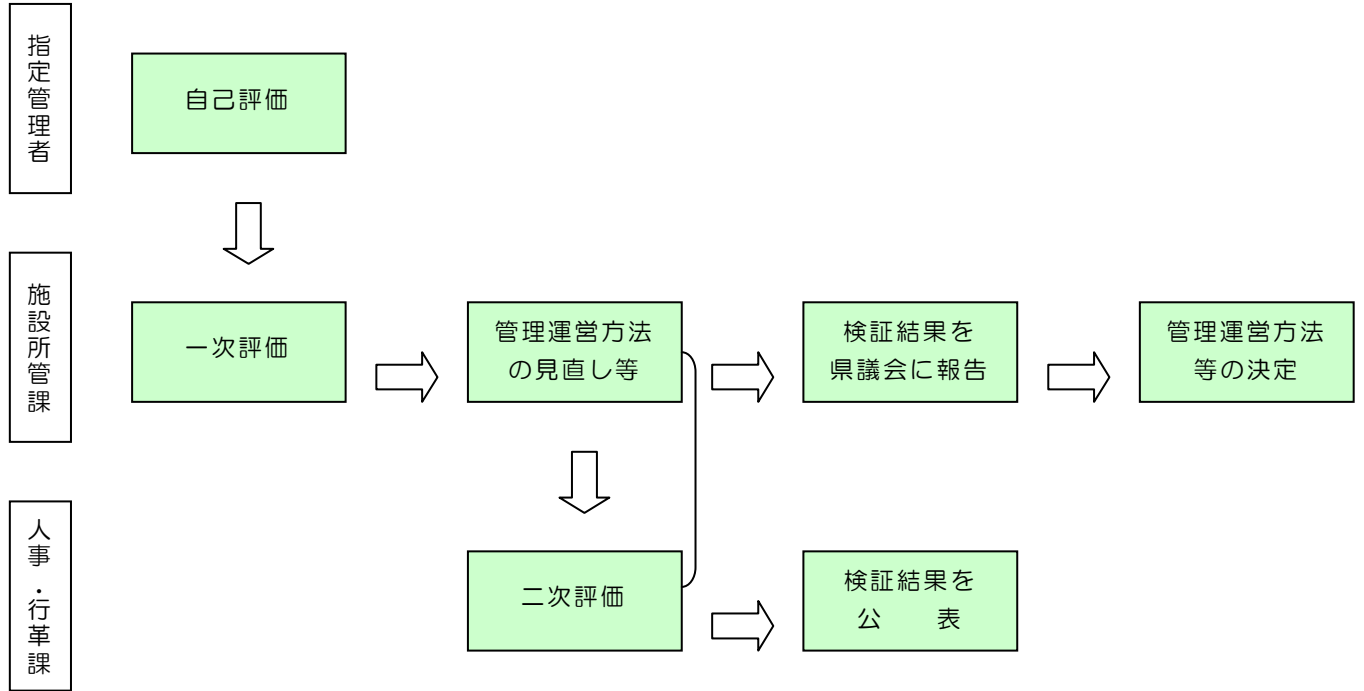 指定管理者
自己評価
施設所管課
一次評価
管理運営方法
の見直し等
検証結果を
県議会に報告
管理運営方法
等の決定
人事・行革課
二次評価
検証結果を
公　　表